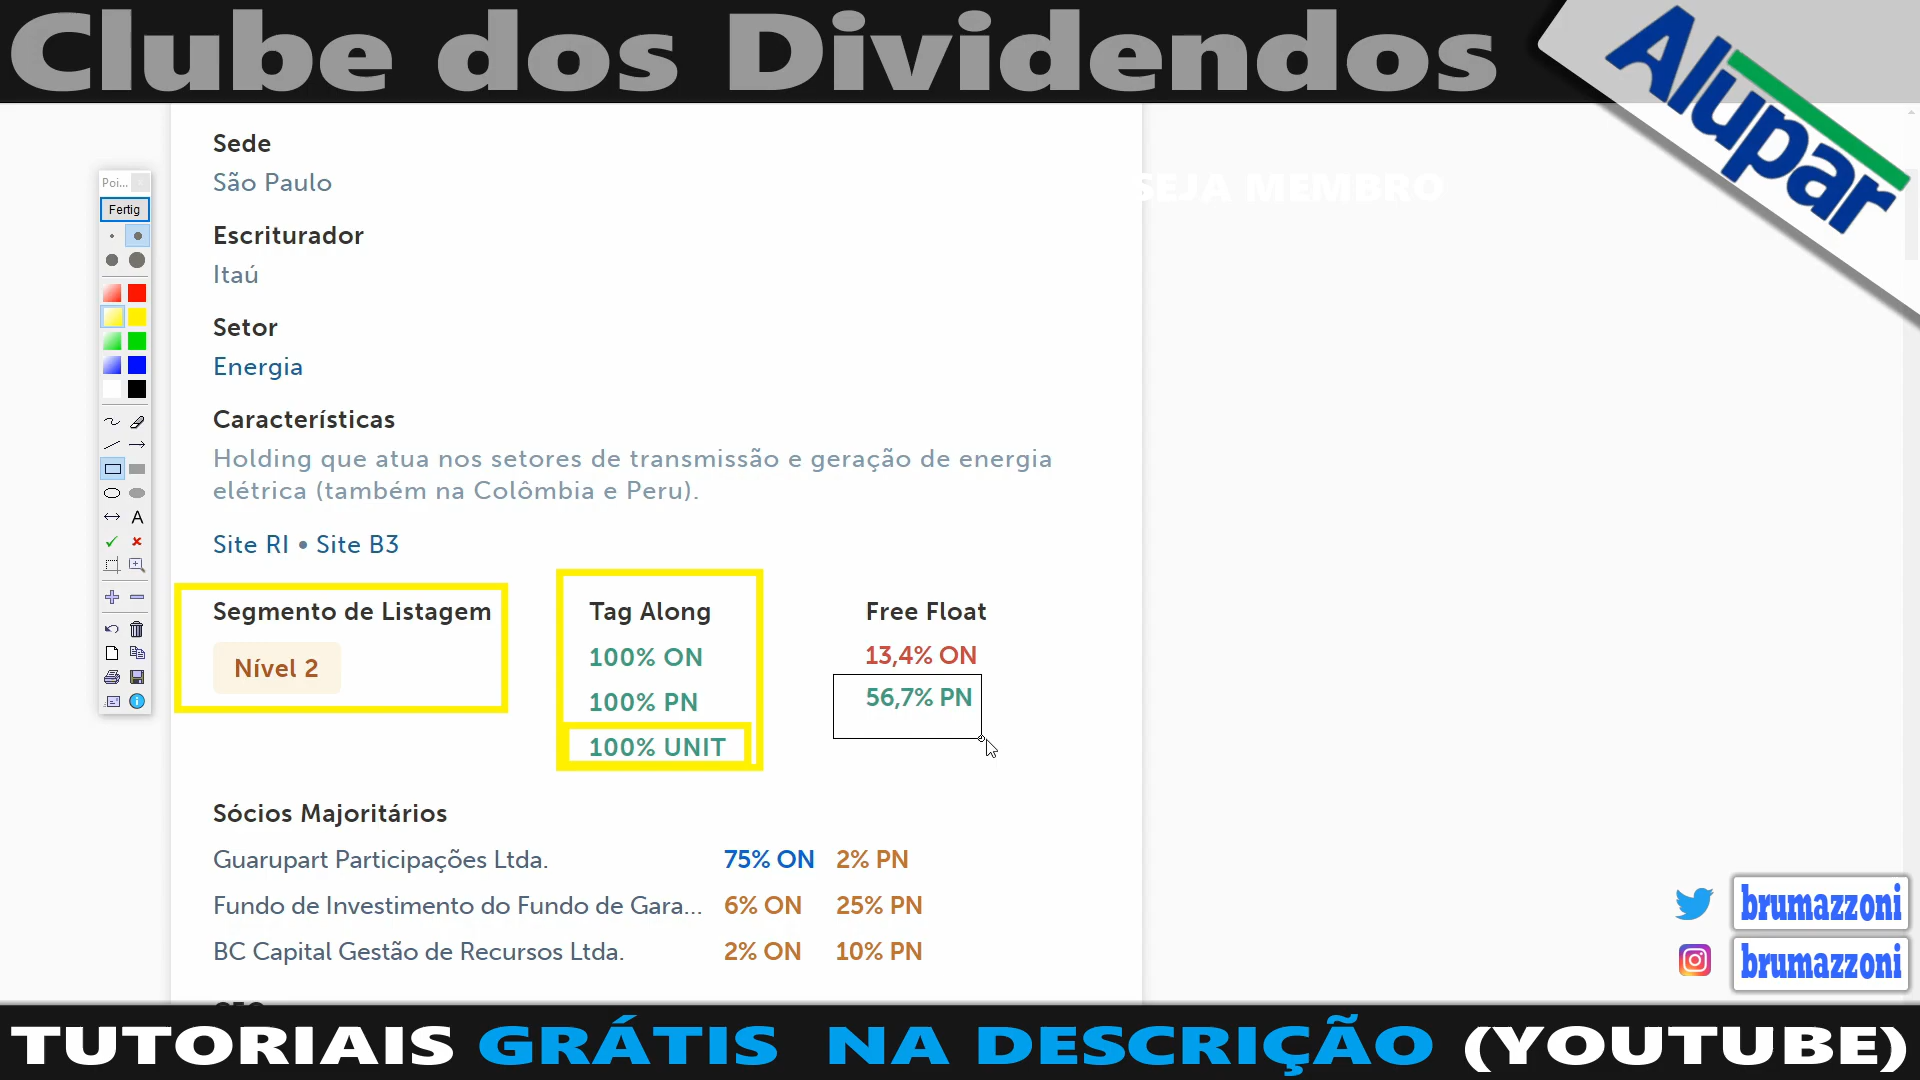 Clube dos Dividendos
Alupar
Sede
São Paulo
SEJA MEMBRO
Poi...
Fertig
A
Escriturador
Itaú
Setor
Energia
Características
Holding que atua nos setores de transmissão e geração de energia
elétrica (também na Colômbia e Peru).
Site RI • Site B3
Segmento de Listagem
Nível 2
Tag Along
100% ON
100% PN
100% UNIT
Free Float
13,4% ON
56,7% PN
Sócios Majoritários
Guarupart Participações Ltda. 75% ON 2% PN
Fundo de Investimento do Fundo de Gara... 6% ON 25% PN
BC Capital Gestão de Recursos Ltda. 2% ON 10% PN
brumazzoni
brumazzoni
TUTORIAIS GRÁTIS NA DESCRIÇÃO (YOUTUBE)